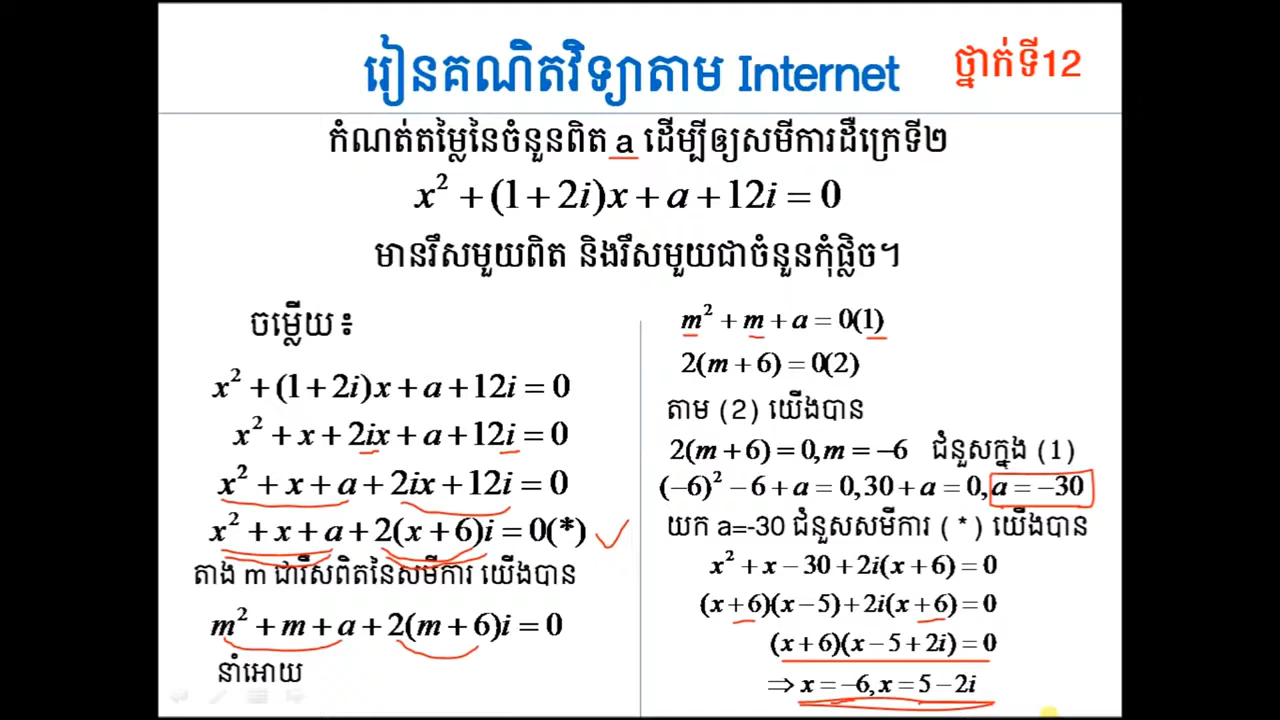 រៀនគណិតវិទ្យាតាម Internet
ថ្នាក់ទី12
កំណត់តម្លៃនៃចំនួនពិត a ដើម្បីឲ្យសមីការដឺក្រេទី២
x² + (1 + 2i)x + a + 12i = 0
មានរឹសមួយពិត និងរឹសមួយជាចំនួនកុំផ្លិច។
ចម្លើយ៖
x² + (1 + 2i)x + a + 12i = 0
x² + x + 2ix + a + 12i = 0
x² + x + a + 2ix + 12i = 0
x² + x + a + 2(x + 6)i = 0(*)
តាង m ជារឹសពិតនៃសមីការ យើងបាន
m² + m + a + 2(m + 6)i = 0
នាំអោយ
m² + m + a = 0(1)
2(m + 6) = 0(2)
តាម (2) យើងបាន
2(m + 6) = 0, m = −6 ជំនួសក្នុង (1)
(−6)² − 6 + a = 0, 30 + a = 0, a = −30
យក a=-30 ជំនួសសមីការ (*) យើងបាន
x² + x − 30 + 2i(x + 6) = 0
(x + 6)(x − 5) + 2i(x + 6) = 0
(x + 6)(x − 5 + 2i) = 0
⇒ x = −6, x = 5 − 2i